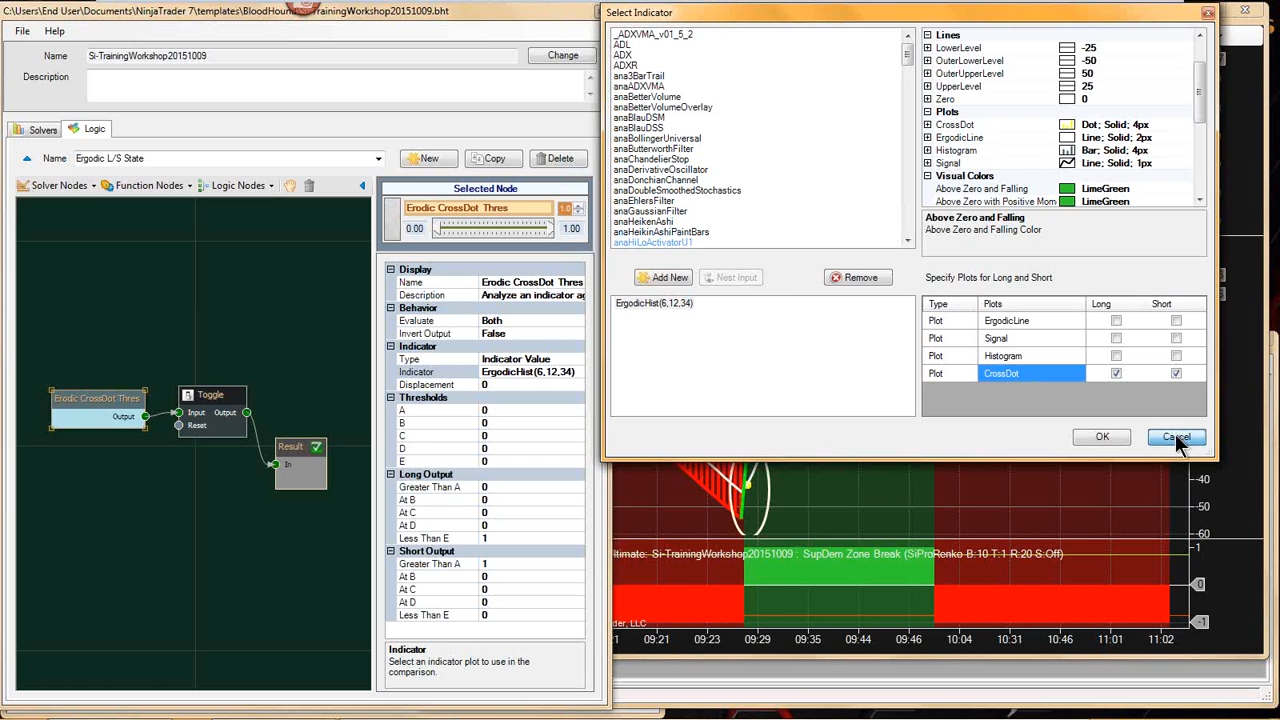 C:\Users\End User\Documents\NinjaTrader 7\templates\BloodHound\
TrainingWorkshop20151009.bht
File Help
Name Si-TrainingWorkshop20151009 Change
Description
Solvers Logic
Name Ergodic L/S State New Copy Delete
Solver Nodes Function Nodes Logic Nodes
Erodic CrossDot Thres
Output
Toggle
Input Output
Reset
Result
In
Selected Node
Erodic CrossDot Thres 1.0
0.00 1.00
Display
Name Erodic CrossDot Thres
Description Analyze an indicator ag
Behavior
Evaluate Both
Invert Output False
Indicator
Type Indicator Value
Indicator ErgodicHist(6,12,34)
Displacement 0
Thresholds
A 0
B 0
C 0
D 0
E 0
Long Output
Greater Than A 0
At B 0
At C 0
At D 0
Less Than E 1
Short Output
Greater Than A 1
At B 0
At C 0
At D 0
Less Than E 0
Indicator
Select an indicator plot to use in the
comparison.
Select Indicator
_ADXVMA_v01_5_2
ADL
ADX
ADXR
ana3BarTrail
anaADXVMA
anaBetterVolume
anaBetterVolumeOverlay
anaBlauDSM
anaBlauDSS
anaBollingerUniversal
anaButterworthFilter
anaChandelierStop
anaDerivativeOscillator
anaDonchianChannel
anaDoubleSmoothedStochastics
anaEhlersFilter
anaGaussianFilter
anaHeikenAshi
anaHeikinAshiPaintBars
anaHiLoActivatorU1
Lines
LowerLevel -25
OuterLowerLevel -50
OuterUpperLevel 50
UpperLevel 25
Zero 0
Plots
CrossDot Dot; Solid; 4px
ErgodicLine Line; Solid; 2px
Histogram Bar; Solid; 4px
Signal Line; Solid; 1px
Visual Colors
Above Zero and Falling LimeGreen
Above Zero with Positive Mom LimeGreen
Above Zero and Falling
Above Zero and Falling Color
Add New Nest Input Remove
ErgodicHist(6,12,34)
Specify Plots for Long and Short
Type Plots Long Short
Plot ErgodicLine
Plot Signal
Plot Histogram
Plot CrossDot
OK Cancel
-40
-50
-60
ltimate: Si-TrainingWorkshop20151009 : SupDem Zone Break (SiProRenko B:10 T:1 R:20 S:Off)
1
0
-1
der, LLC
21 09:21 09:23 09:29 09:35 09:43 09:46 10:04 10:31 11:01 11:02